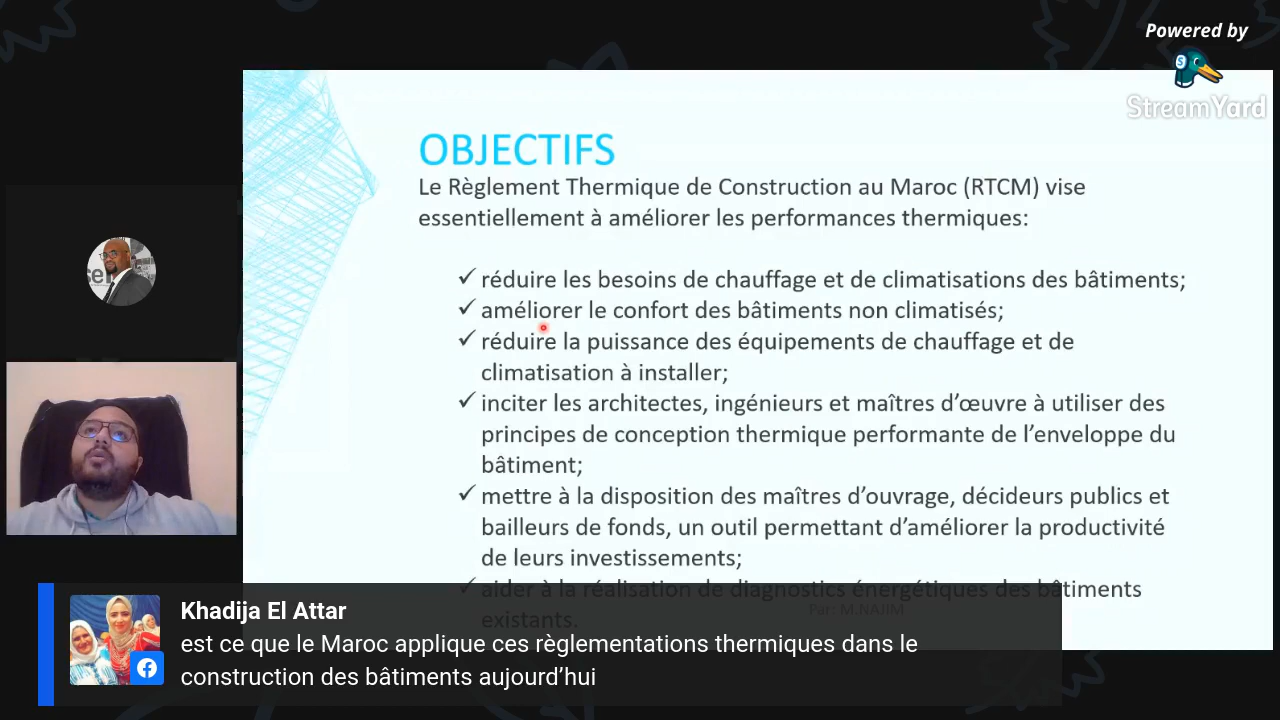 Powered by
StreamYard
OBJECTIFS
Le Règlement Thermique de Construction au Maroc (RTCM) vise
essentiellement à améliorer les performances thermiques:
✓ réduire les besoins de chauffage et de climatisations des bâtiments;
✓ améliorer le confort des bâtiments non climatisés;
✓ réduire la puissance des équipements de chauffage et de
climatisation à installer;
✓ inciter les architectes, ingénieurs et maîtres d’œuvre à utiliser des
principes de conception thermique performante de l’enveloppe du
bâtiment;
✓ mettre à la disposition des maîtres d’ouvrage, décideurs publics et
bailleurs de fonds, un outil permettant d’améliorer la productivité
de leurs investissements;
✓ aider à la réalisation de diagnostics énergétiques des bâtiments
existants.
Par: M.NAJIM
Khadija El Attar
est ce que le Maroc applique ces règlementations thermiques dans le
construction des bâtiments aujourd’hui